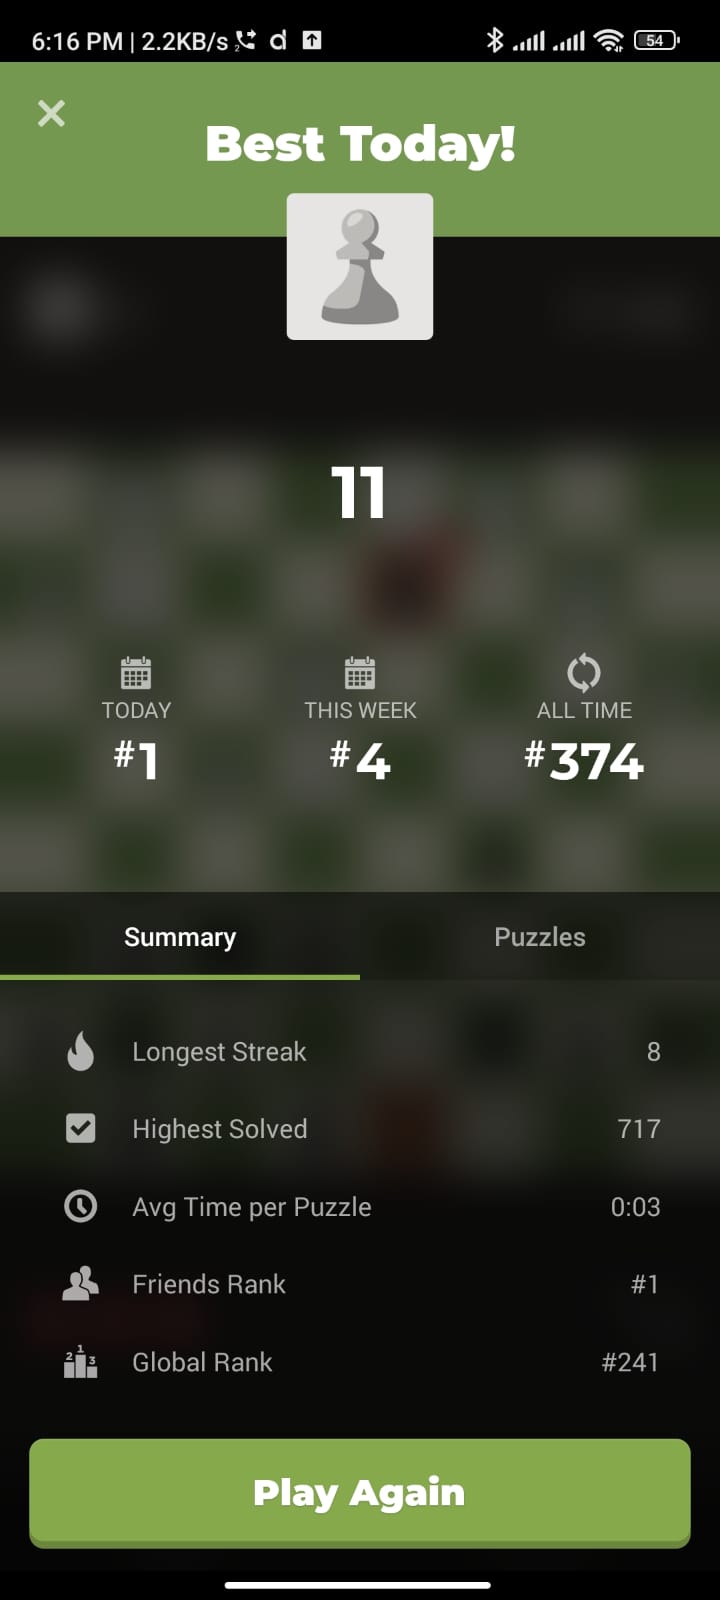 6:16 PM | 2.2KB/s
54
Best Today!
11
TODAY THIS WEEK ALL TIME
#1 #4 #374
Summary Puzzles
Longest Streak 8
Highest Solved 717
Avg Time per Puzzle 0:03
Friends Rank #1
Global Rank #241
Play Again